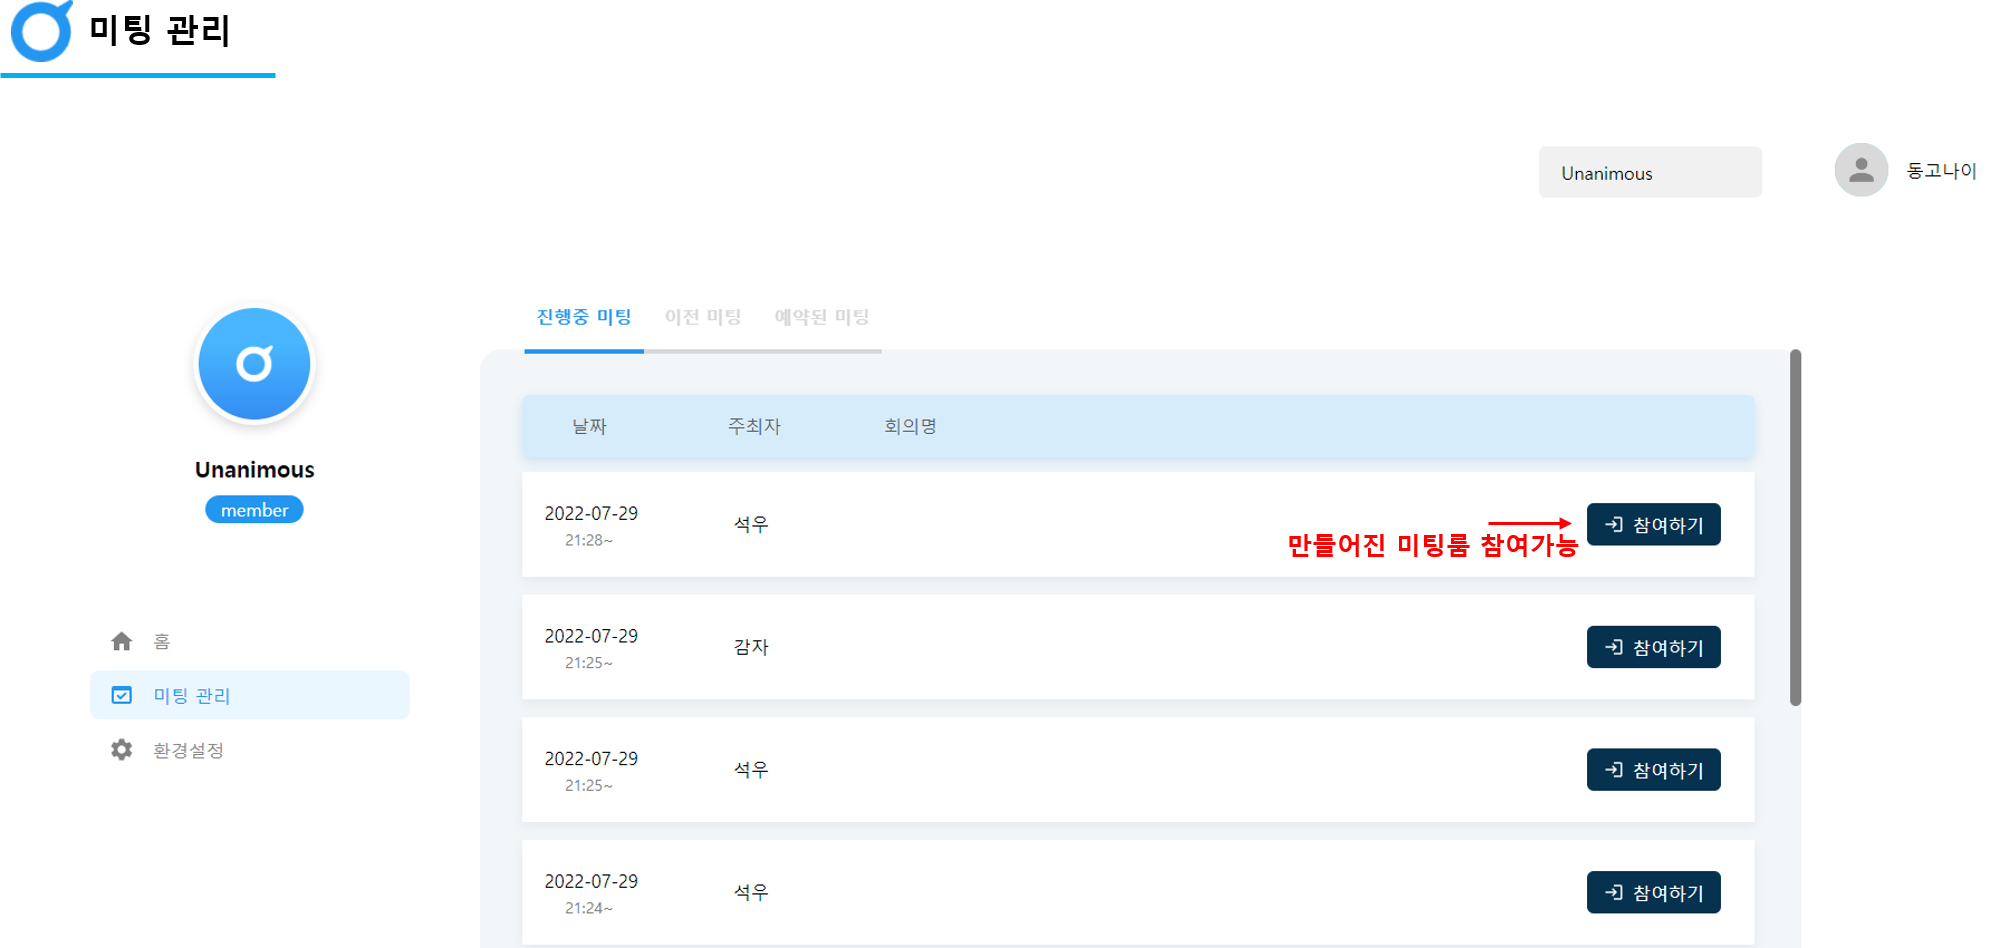 미팅 관리
Unanimous
동고나이
진행중 미팅 이전 미팅 예약된 미팅
Unanimous
member
홈
미팅 관리
환경설정
날짜 주최자 회의명
2022-07-29 석우 참여하기
21:28~
만들어진 미팅룸 참여가능
2022-07-29 감자 참여하기
21:25~
2022-07-29 석우 참여하기
21:25~
2022-07-29 석우 참여하기
21:24~